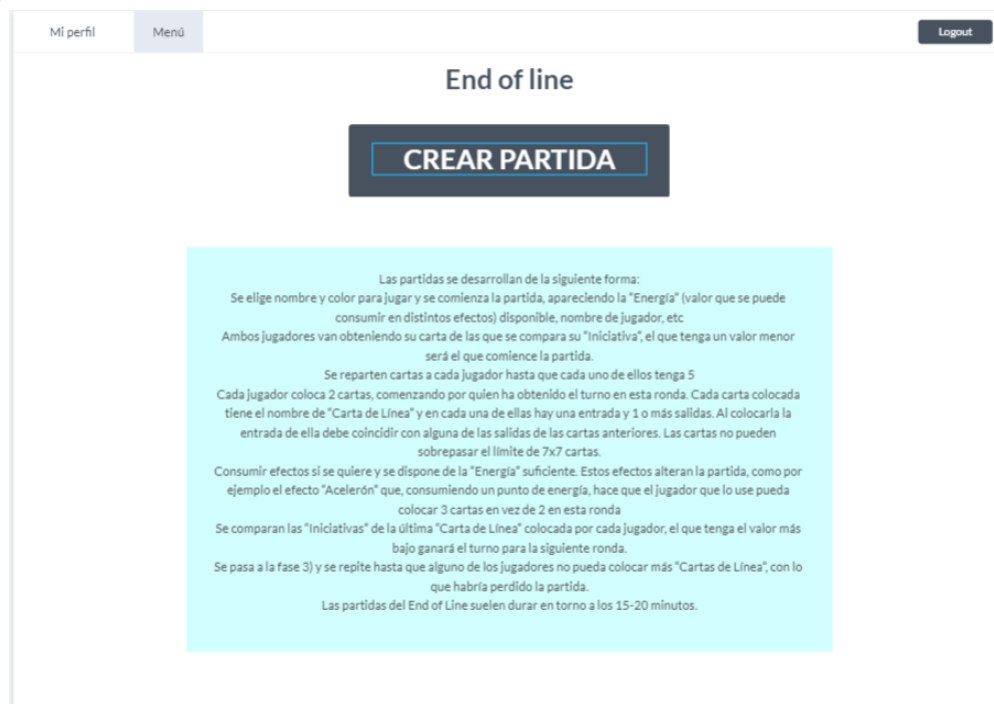 Mi perfil
Menú
Logout
End of line
CREAR PARTIDA
Las partidas se desarrollan de la siguiente forma:
Se elige nombre y color para jugar y se comienza la partida, apareciendo la "Energía" (valor que se puede
consumir en distintos efectos) disponible, nombre de jugador, etc
Ambos jugadores van obteniendo su carta de las que se compara su "Iniciativa", el que tenga un valor menor
será el que comience la partida.
Se reparten cartas a cada jugador hasta que cada uno de ellos tenga 5
Cada jugador coloca 2 cartas, comenzando por quien ha obtenido el turno en esta ronda. Cada carta colocada
tiene el nombre de "Carta de Línea" y en cada una de ellas hay una entrada y 1 o más salidas. Al colocarla la
entrada de ella debe coincidir con alguna de las salidas de las cartas anteriores. Las cartas no pueden
sobrepasar el límite de 7x7 cartas.
Consumir efectos si se quiere y se dispone de la "Energía" suficiente. Estos efectos alteran la partida, como por
ejemplo el efecto "Acelerón" que, consumiendo un punto de energía, hace que el jugador que lo use pueda
colocar 3 cartas en vez de 2 en esta ronda
Se comparan las "Iniciativas" de la última "Carta de Línea" colocada por cada jugador, el que tenga el valor más
bajo ganará el turno para la siguiente ronda.
Se pasa a la fase 3) y se repite hasta que alguno de los jugadores no pueda colocar más "Cartas de Línea", con lo
que habría perdido la partida.
Las partidas del End of Line suelen durar en torno a los 15-20 minutos.